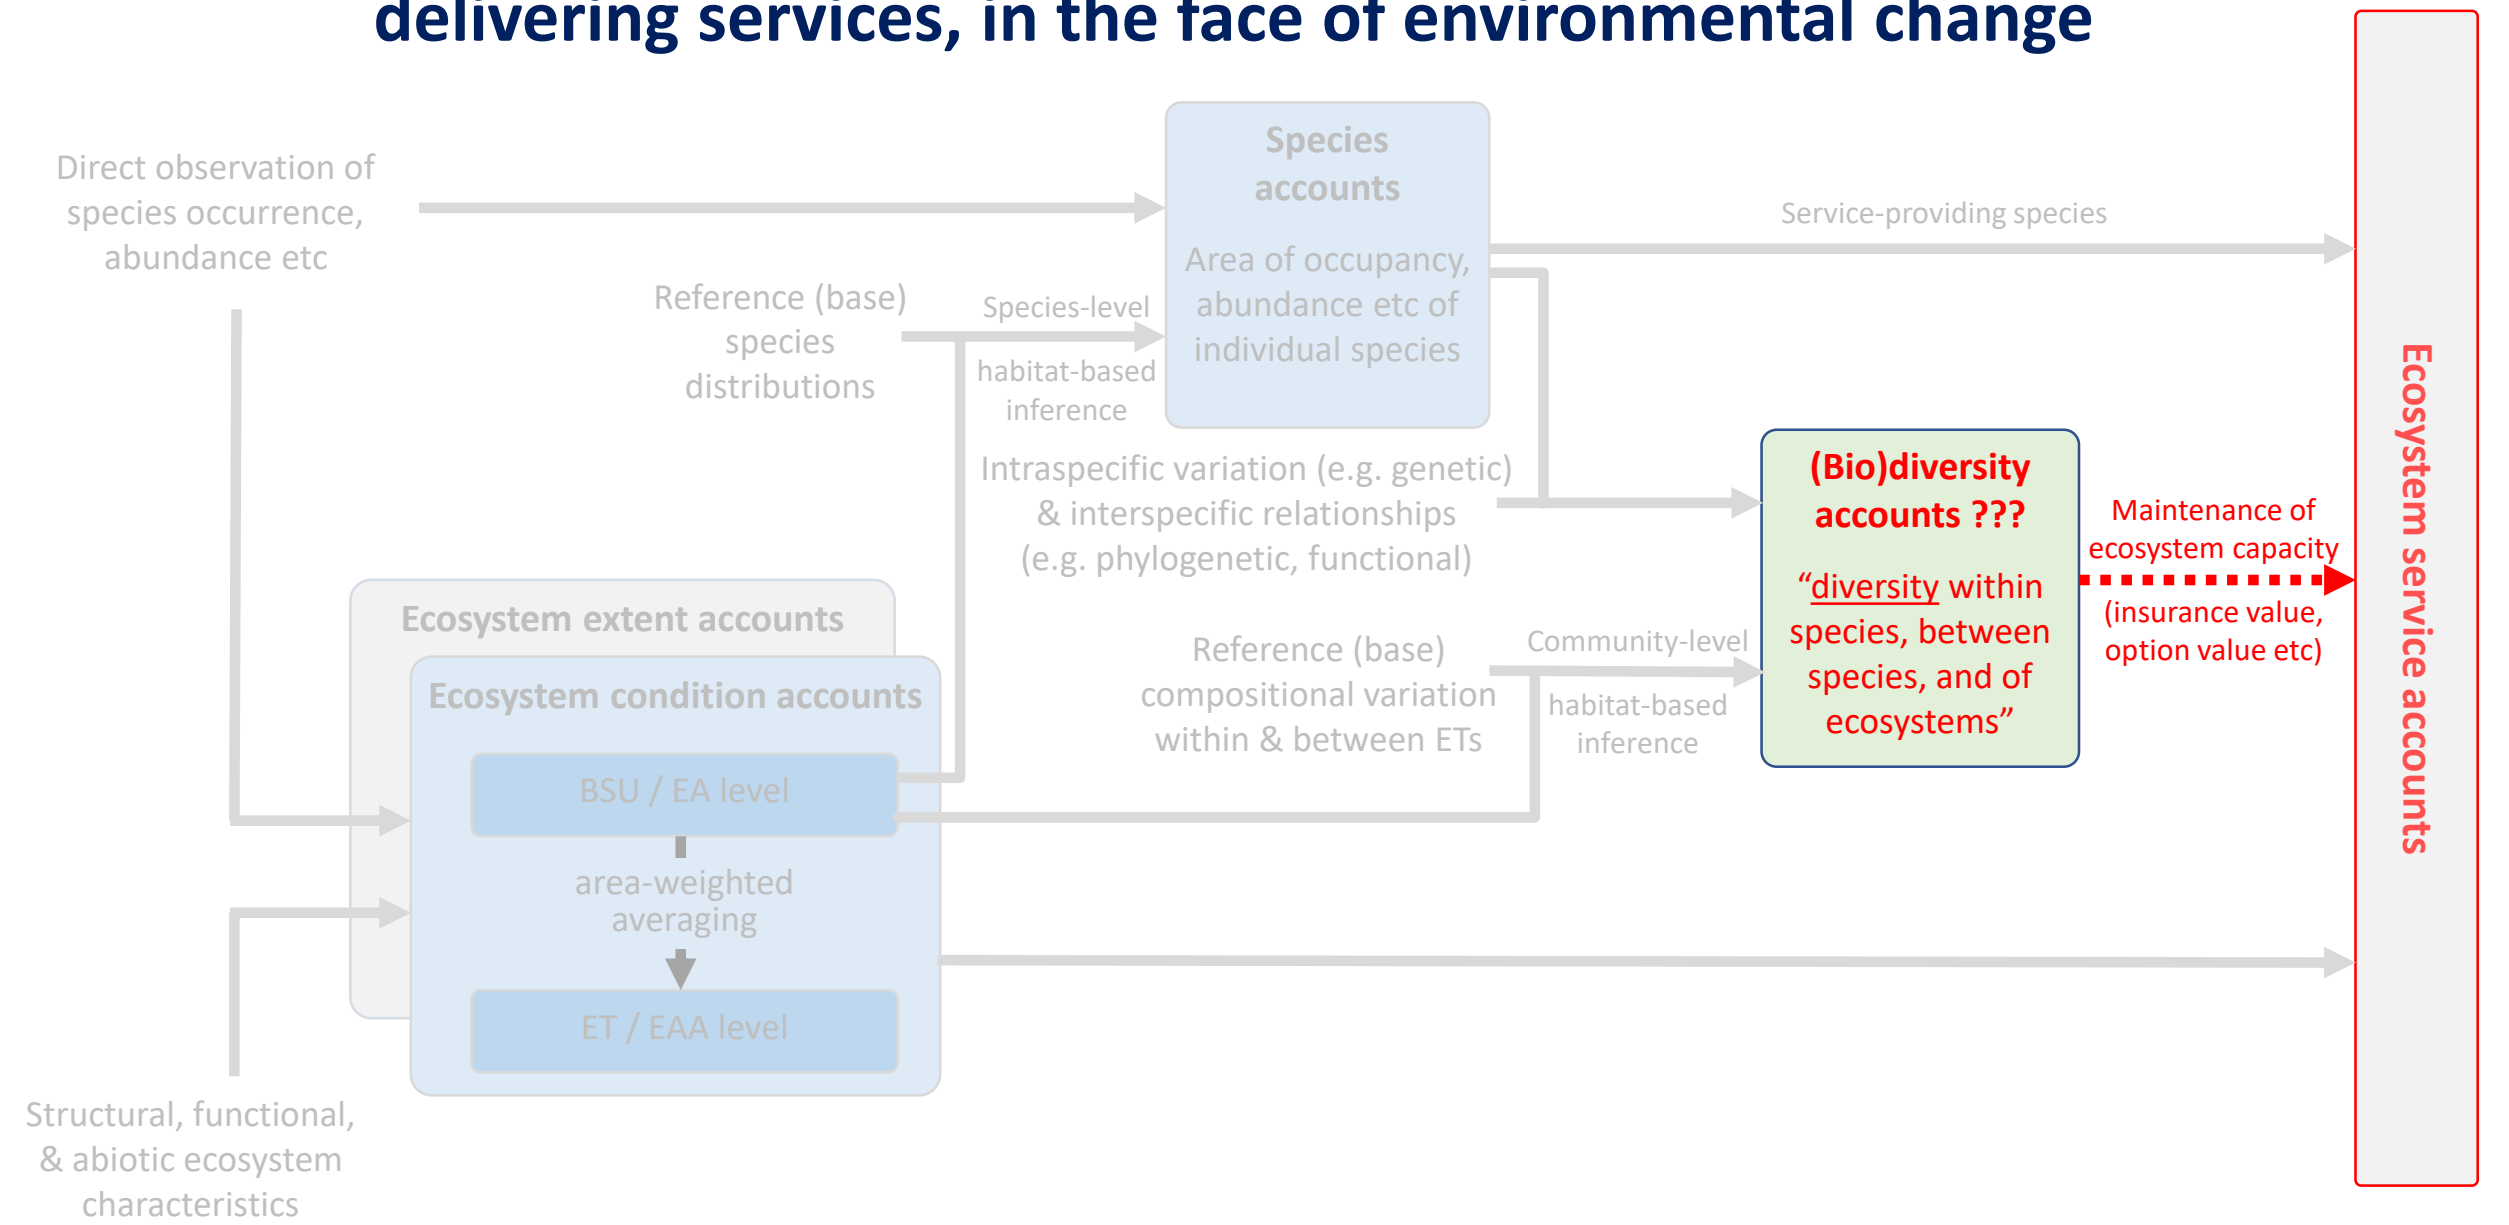 delivering services, in the face of environmental change
Direct observation of
species occurrence,
abundance etc
Species
accounts
Area of occupancy,
abundance etc of
individual species
Service-providing species
Reference (base)
species
distributions
Species-level
habitat-based
inference
Intraspecific variation (e.g. genetic)
& interspecific relationships
(e.g. phylogenetic, functional)
(Bio)diversity
accounts ???
“diversity within
species, between
species, and of
ecosystems”
Maintenance of
ecosystem capacity
(insurance value,
option value etc)
Ecosystem service accounts
Ecosystem extent accounts
Ecosystem condition accounts
BSU / EA level
area-weighted
averaging
ET / EAA level
Reference (base)
compositional variation
within & between ETs
Community-level
habitat-based
inference
Structural, functional,
& abiotic ecosystem
characteristics